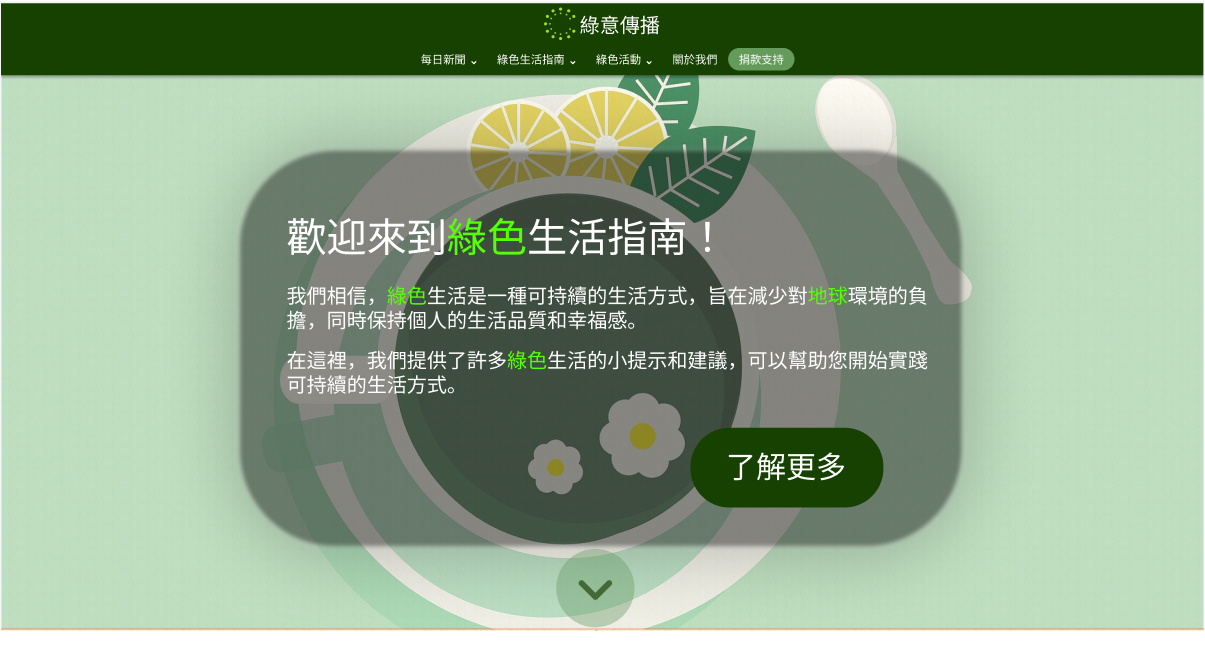 綠意傳播
每日新聞 綠色生活指南 綠色活動 關於我們 捐款支持
歡迎來到綠色生活指南！
我們相信，綠色生活是一種可持續的生活方式，旨在減少對地球環境的負
擔，同時保持個人的生活品質和幸福感。
在這裡，我們提供了許多綠色生活的小提示和建議，可以幫助您開始實踐
可持續的生活方式。
了解更多